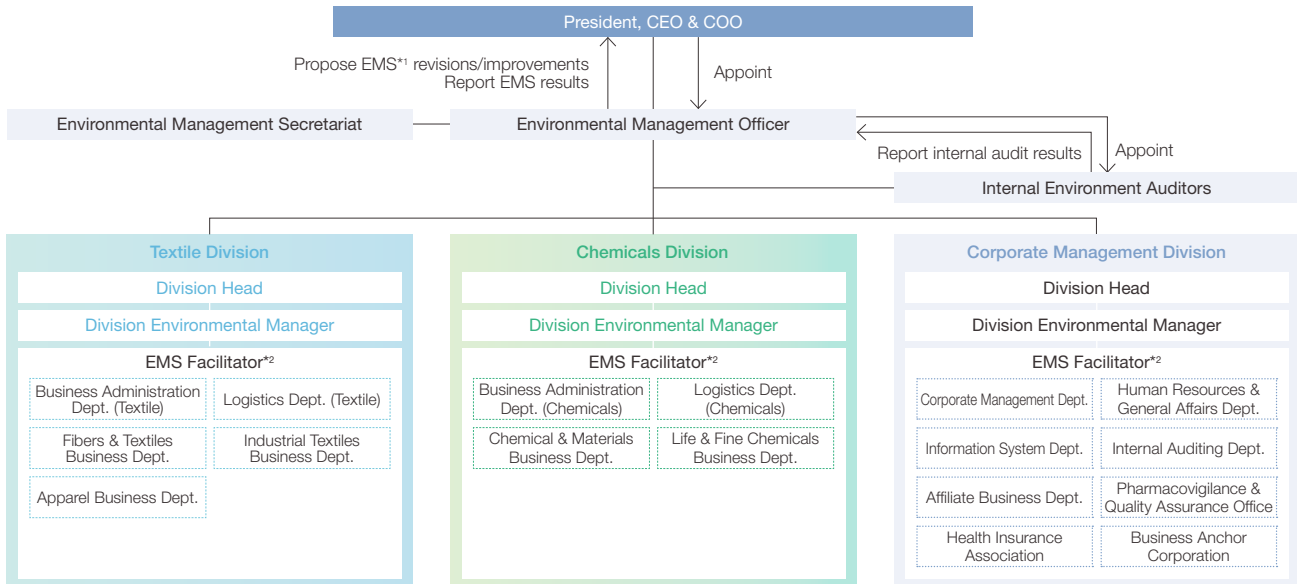 President, CEO & COO
Propose EMS*1 revisions/improvements
Report EMS results
Appoint
Environmental Management Secretariat
Environmental Management Officer
Report internal audit results
Appoint
Internal Environment Auditors
Textile Division
Division Head
Division Environmental Manager
EMS Facilitator*2
Business Administration
Dept. (Textile)
Logistics Dept. (Textile)
Fibers & Textiles
Business Dept.
Industrial Textiles
Business Dept.
Apparel Business Dept.
Chemicals Division
Division Head
Division Environmental Manager
EMS Facilitator*2
Business Administration
Dept. (Chemicals)
Logistics Dept.
(Chemicals)
Chemical & Materials
Business Dept.
Life & Fine Chemicals
Business Dept.
Corporate Management Division
Division Head
Division Environmental Manager
EMS Facilitator*2
Corporate Management Dept.
Human Resources &
General Affairs Dept.
Information System Dept.
Internal Auditing Dept.
Affiliate Business Dept.
Pharmacovigilance &
Quality Assurance Office
Health Insurance
Association
Business Anchor
Corporation